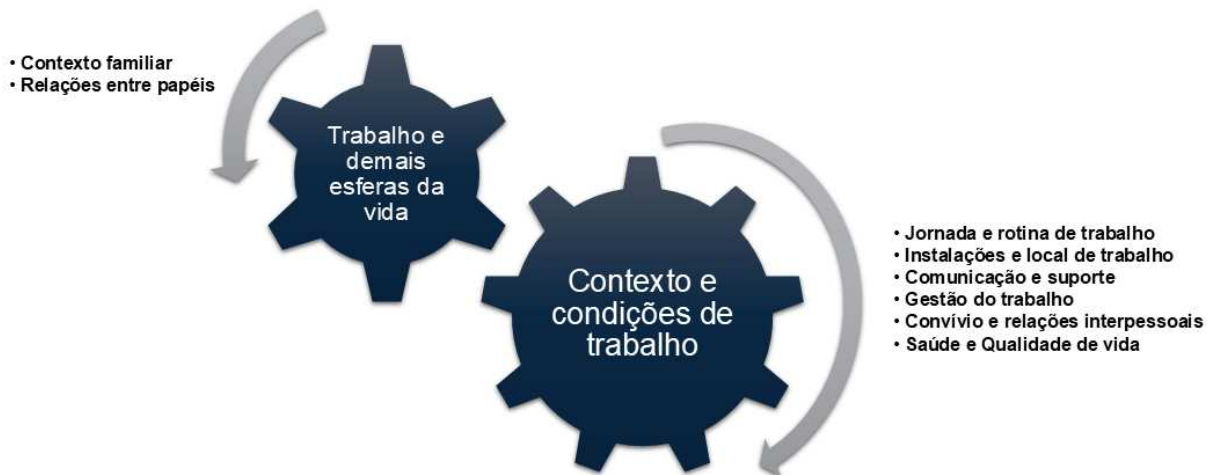 • Contexto familiar
• Relações entre papéis
Trabalho e
demais
esferas da
vida
Contexto e
condições de
trabalho
• Jornada e rotina de trabalho
• Instalações e local de trabalho
• Comunicação e suporte
• Gestão do trabalho
• Convívio e relações interpessoais
• Saúde e Qualidade de vida